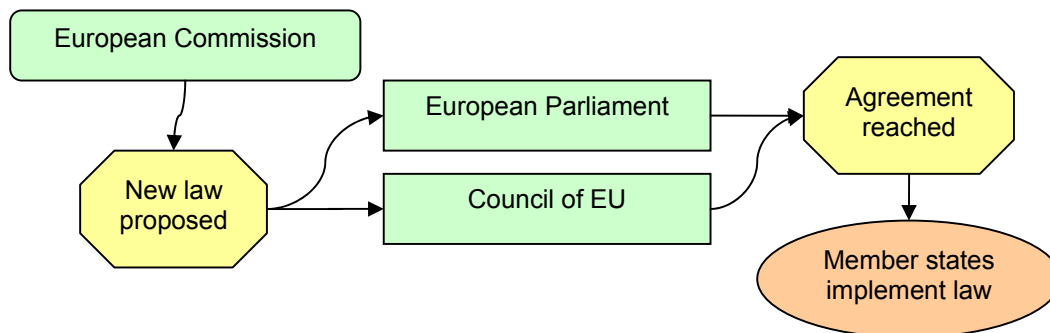 European Commission
New law
proposed
European Parliament
Council of EU
Agreement
reached
Member states
implement law